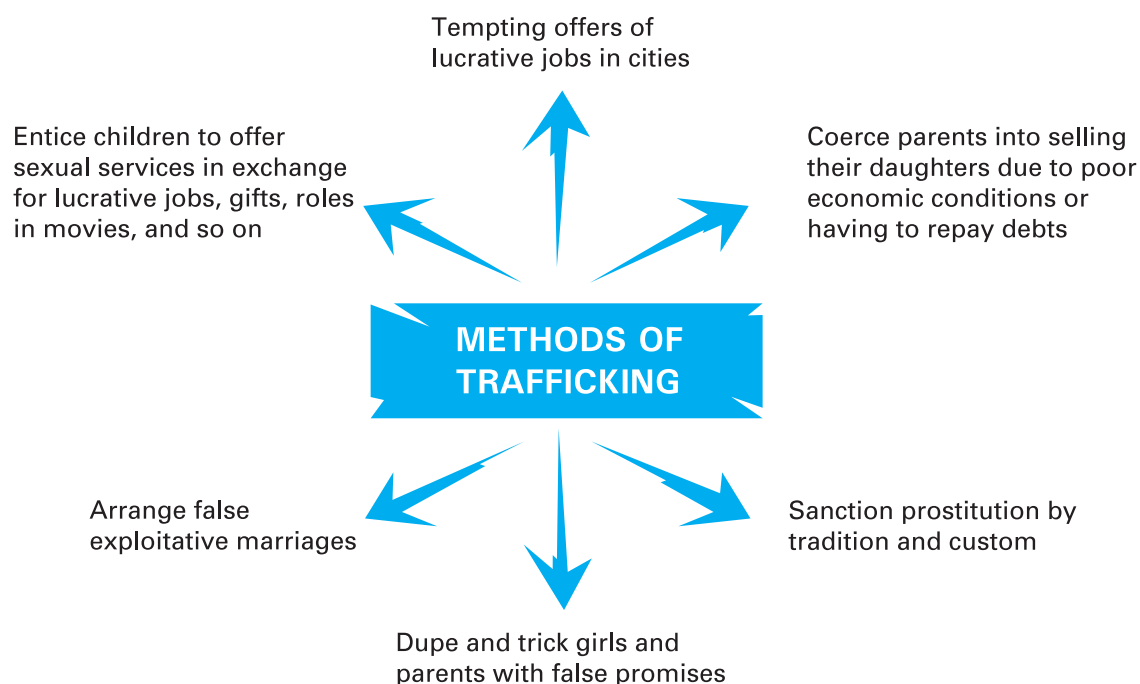 Tempting offers of
lucrative jobs in cities
Entice children to offer
sexual services in exchange
for lucrative jobs, gifts, roles
in movies, and so on
Coerce parents into selling
their daughters due to poor
economic conditions or
having to repay debts
METHODS OF
TRAFFICKING
Arrange false
exploitative marriages
Sanction prostitution by
tradition and custom
Dupe and trick girls and
parents with false promises